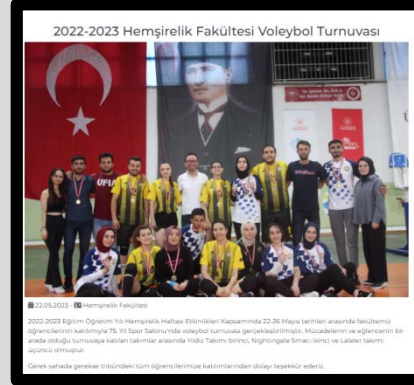 2022-2023 Hemşirelik Fakültesi Voleybol Turnuvası
UFUK
22.05.2023 - Hemşirelik Fakültesi
2022-2023 Eğitim Öğretim Yılı Hemşirelik Haftası Etkinlikleri Kapsamında 22-26 Mayıs tarihleri arasında fakültemiz
öğrencilerinin katılımıyla 75. Yıl Spor Salonu'nda voleybol turnuvası gerçekleştirilmiştir. Mücadelenin ve eğlencenin bir
arada olduğu turnuvaya katılan takımlar arasında Yıldız Takımı birinci, Nightingale Smaci ikinci ve Laleler takımı
üçüncü olmuştur.
Gerek sahada gerekse tribündeki tüm öğrencilerimize katılımlarından dolayı teşekkür ederiz.